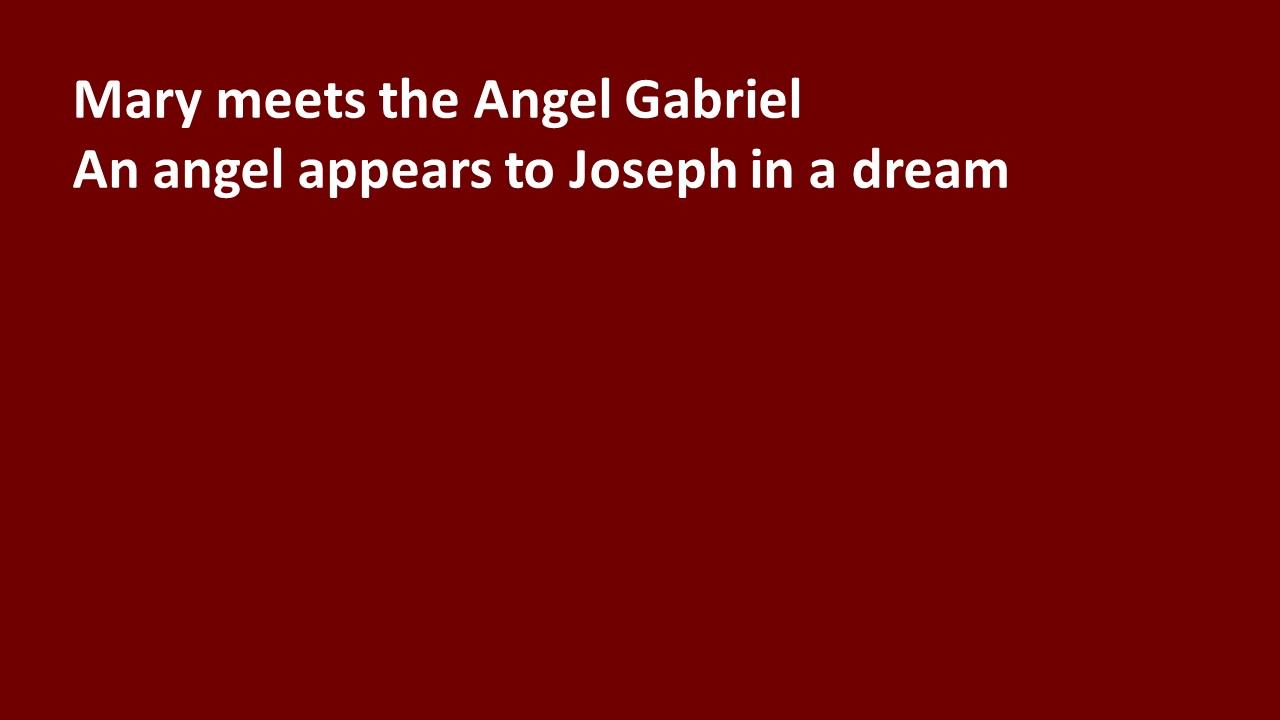 Mary meets the Angel Gabriel
An angel appears to Joseph in a dream